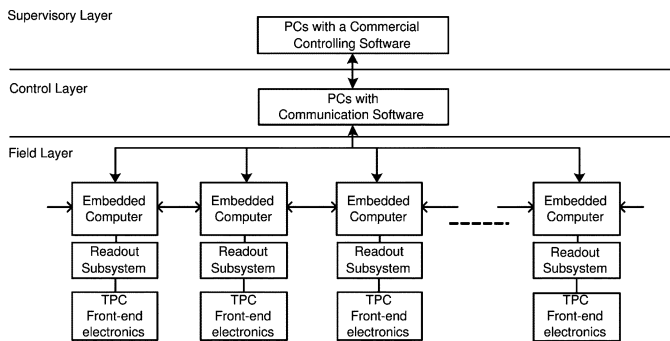 Supervisory Layer
PCs with a Commercial
Controlling Software
Control Layer
PCs with
Communication Software
Field Layer
Embedded
Computer
Embedded
Computer
Embedded
Computer
Embedded
Computer
Readout
Subsystem
Readout
Subsystem
Readout
Subsystem
Readout
Subsystem
TPC
Front-end
electronics
TPC
Front-end
electronics
TPC
Front-end
electronics
TPC
Front-end
electronics